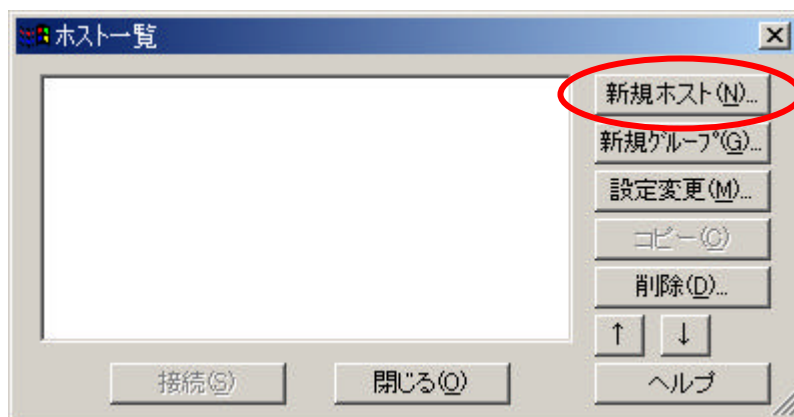 ホスト一覧
新規ホスト(N)...
新規グループ(G)...
設定変更(M)...
コピー(C)
削除(D)...
↑ ↓
接続(S) 閉じる(O) ヘルプ